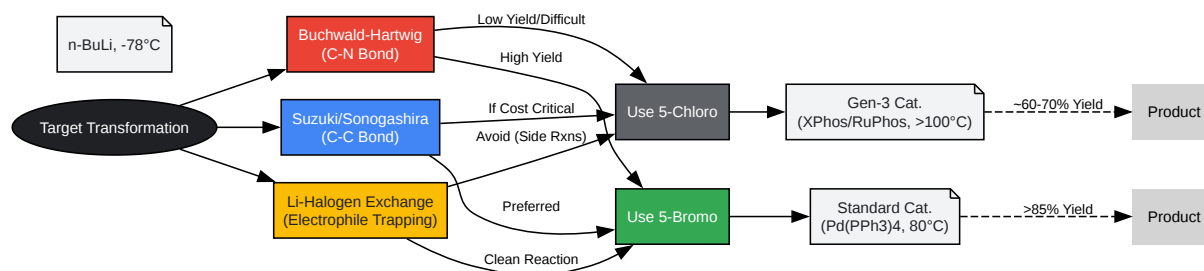 n-BuLi, -78°C
Target Transformation
Buchwald-Hartwig
(C-N Bond)
Suzuki/Sonogashira
(C-C Bond)
Li-Halogen Exchange
(Electrophile Trapping)
Low Yield/Difficult
High Yield
If Cost Critical
Avoid (Side Rxns)
Preferred
Clean Reaction
Use 5-Chloro
Use 5-Bromo
Gen-3 Cat.
(XPhos/RuPhos, >100°C)
~60-70% Yield
Product
Standard Cat.
(Pd(PPh3)4, 80°C)
>85% Yield
Product